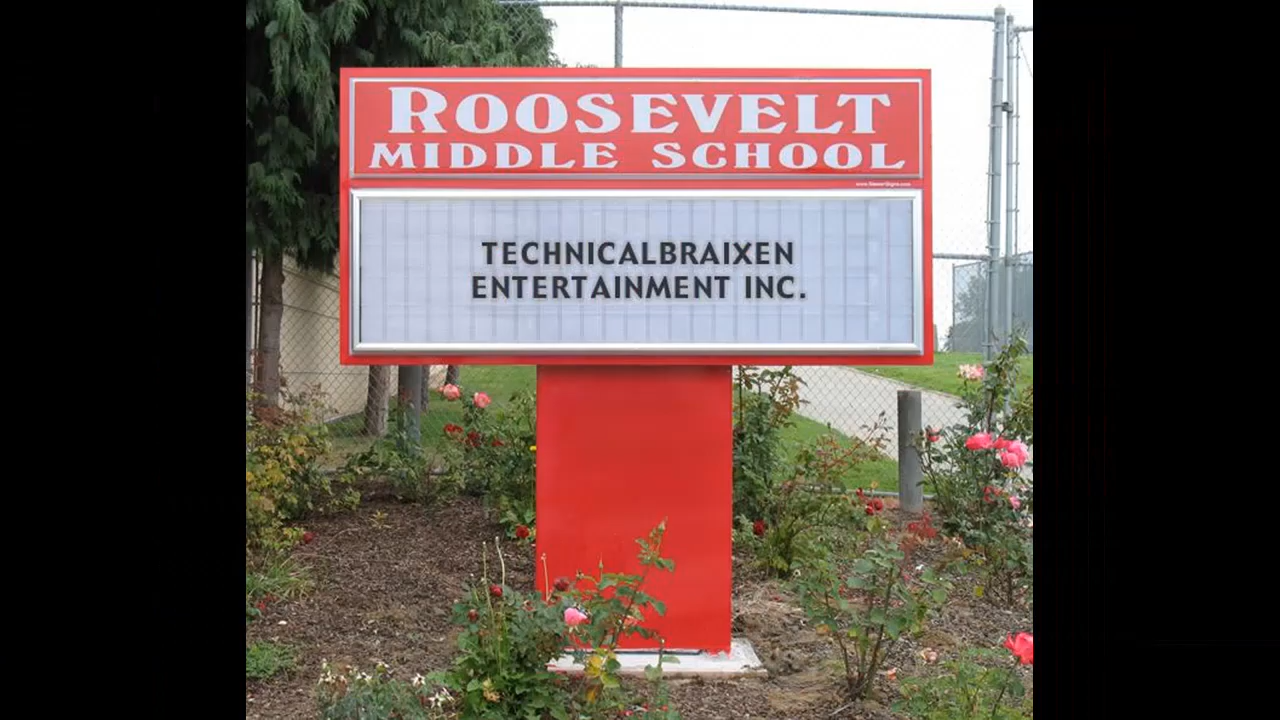 ROOSEVELT
MIDDLE SCHOOL
TECHNICALBRAIXEN
ENTERTAINMENT INC.